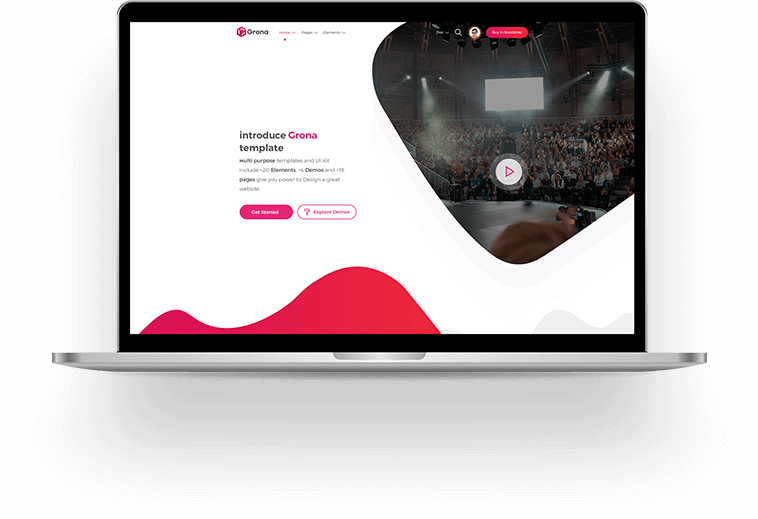 Grona
Home Pages Elements Doc Buy in Bootstrap
introduce Grona
template
Multi purpose templates and UI Kit
include +20 Elements, +4 Demos and +18
pages give you power to Design a great
website.
Get Started Explore Demos